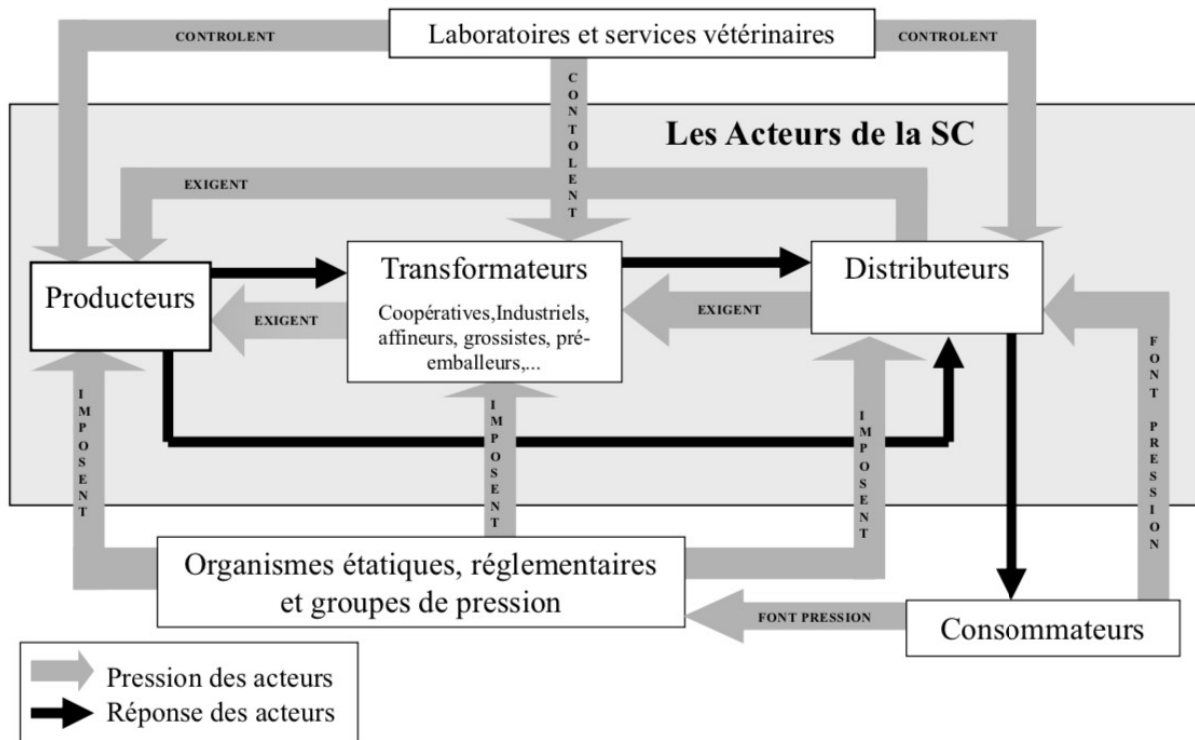 CONTROLENT
Laboratoires et services vétérinaires
CONTROLENT
CONTOLENT
Les Acteurs de la SC
EXIGENT
Producteurs
Transformateurs
Coopératives,Industriels,
affineurs, grossistes, pré-
emballeurs,...
Distributeurs
EXIGENT
EXIGENT
IMPOSENT
IMPOSENT
IMPOSENT
FONT PRESSION
Organismes étatiques, réglementaires
et groupes de pression
FONT PRESSION
Consommateurs
Pression des acteurs
Réponse des acteurs